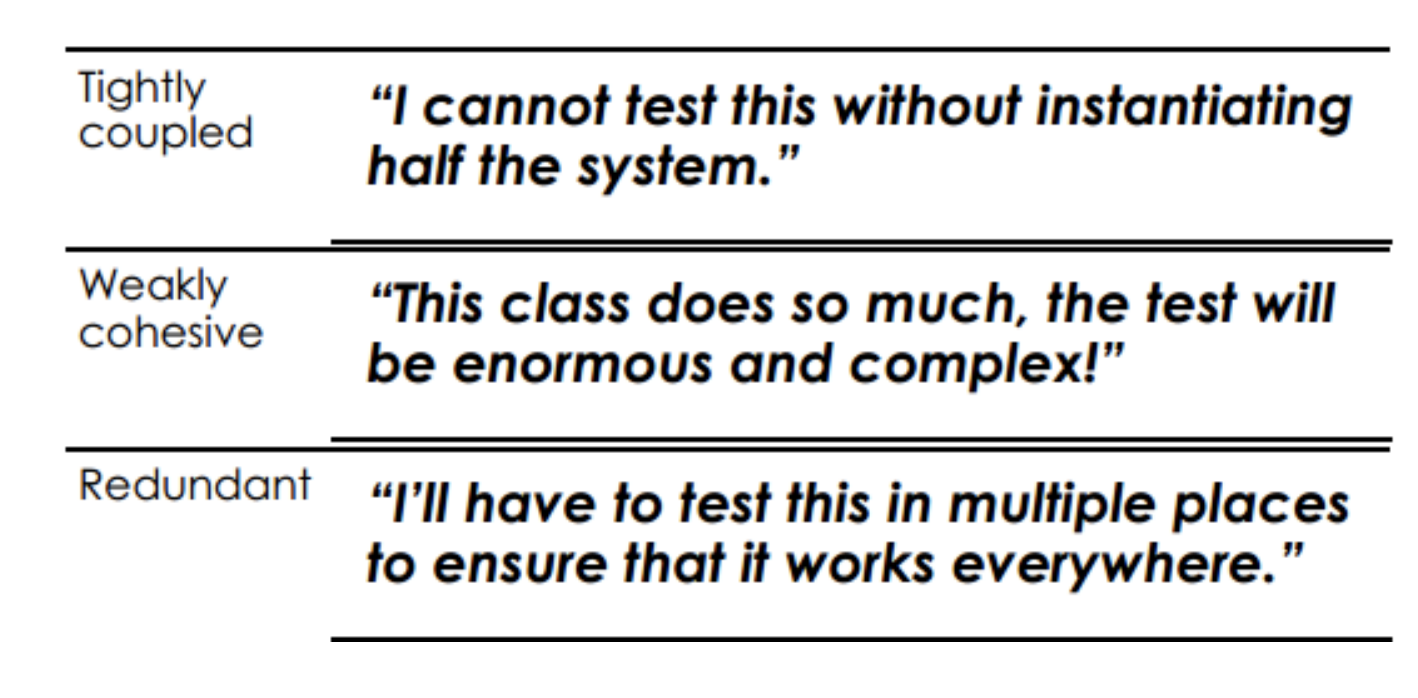 Tightly
coupled
“I cannot test this without instantiating
half the system.”
Weakly
cohesive
“This class does so much, the test will
be enormous and complex!”
Redundant
“I’ll have to test this in multiple places
to ensure that it works everywhere.”